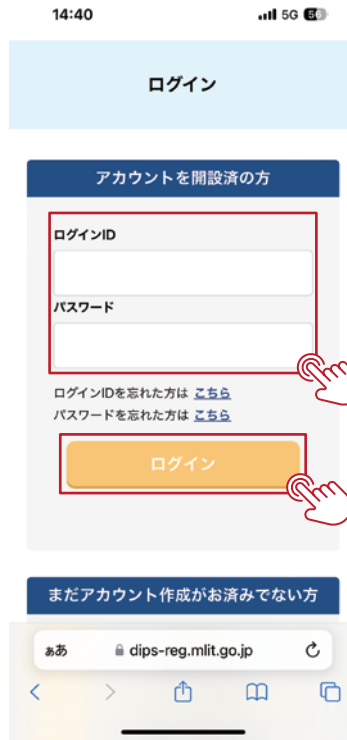 14:40
5G 56
ログイン
アカウントを開設済の方
ログインID
パスワード
ログインIDを忘れた方は こちら
パスワードを忘れた方は こちら
ログイン
まだアカウント作成がお済みでない方
ぁあ dips-reg.mlit.go.jp